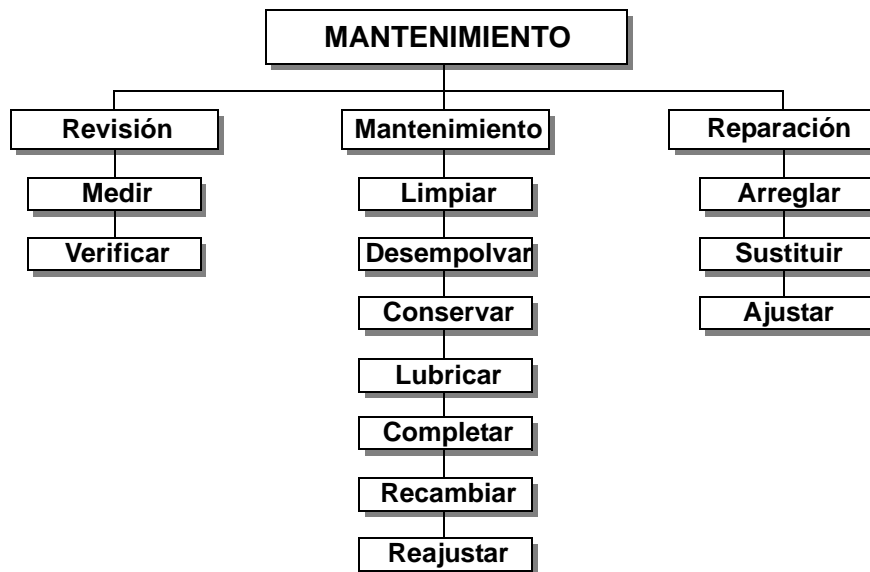 MANTENIMIENTO
Revisión
Medir
Verificar
Mantenimiento
Limpiar
Desempolvar
Conservar
Lubricar
Completar
Recambiar
Reajustar
Reparación
Arreglar
Sustituir
Ajustar